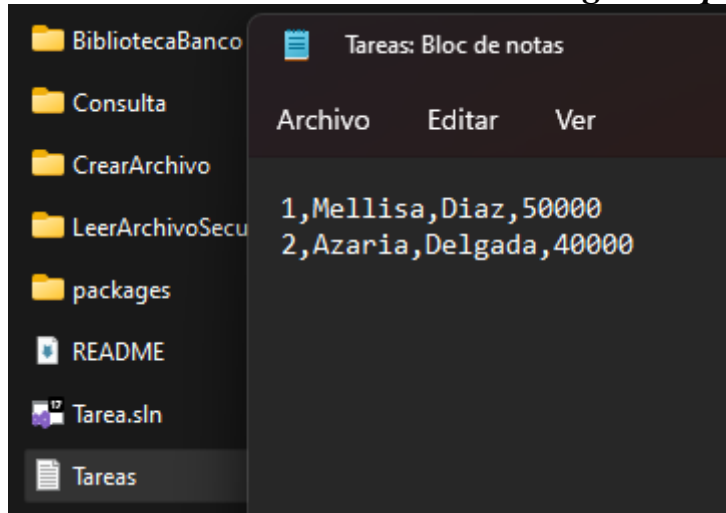 BibliotecaBanco
Consulta
CrearArchivo
LeerArchivoSecu
packages
README
17
Tarea.sln
Tareas
Tareas: Bloc de notas
Archivo Editar Ver
1,Mellisa,Diaz,50000
2,Azaria,Delgada,40000